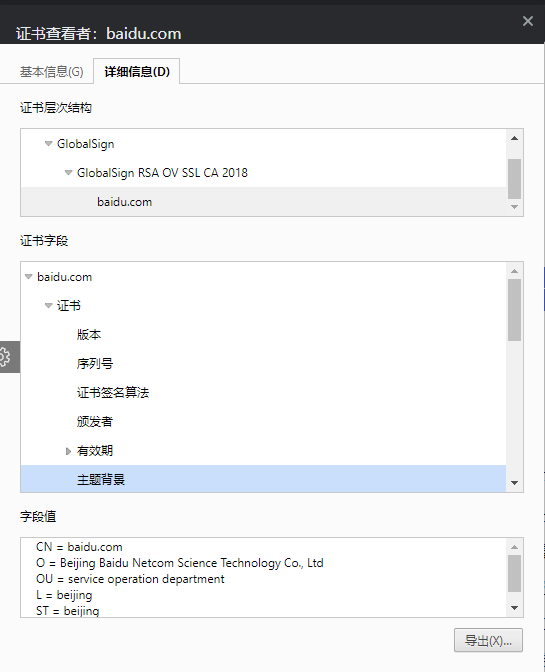 证书查看者：baidu.com
基本信息(G) 详细信息(D)
证书层次结构
GlobalSign
GlobalSign RSA OV SSL CA 2018
baidu.com
证书字段
baidu.com
证书
版本
序列号
证书签名算法
颁发者
有效期
主题背景
字段值
CN = baidu.com
O = Beijing Baidu Netcom Science Technology Co., Ltd
OU = service operation department
L = beijing
ST = beijing
导出(X)...